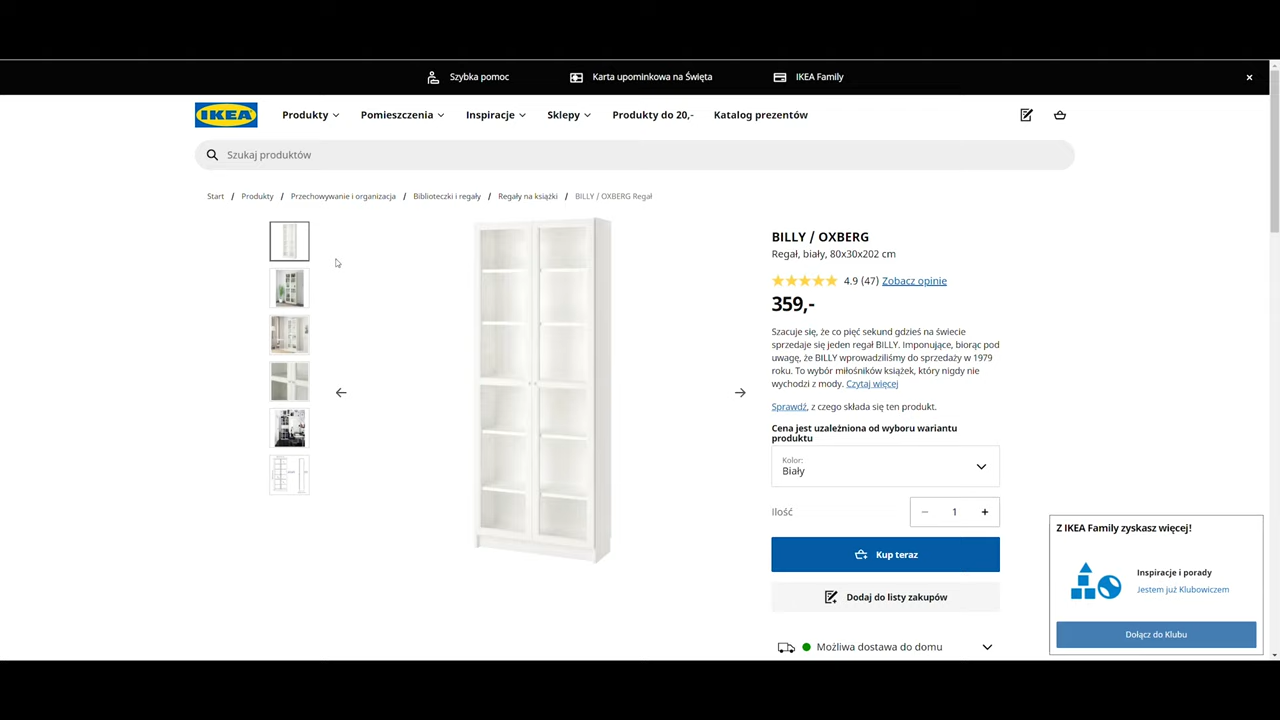 Szybka pomoc
Karta upominkowa na Święta
IKEA Family
IKEA
Produkty
Pomieszczenia
Inspiracje
Sklepy
Produkty do 20,-
Katalog prezentów
Szukaj produktów
Start / Produkty / Przechowywanie i organizacja / Biblioteczki i regały / Regały na książki / BILLY / OXBERG Regał
BILLY / OXBERG
Regał, biały, 80x30x202 cm
4.9 (47) Zobacz opinie
359,-
Szacuje się, że co pięć sekund gdzieś na świecie
sprzedaje się jeden regał BILLY. Imponujące, biorąc pod
uwagę, że BILLY wprowadziliśmy do sprzedaży w 1979
roku. To wybór miłośników książek, który nigdy nie
wychodzi z mody. Czytaj więcej
Sprawdź, z czego składa się ten produkt.
Cena jest uzależniona od wyboru wariantu
produktu
Kolor:
Biały
Ilość
1
Kup teraz
Dodaj do listy zakupów
Możliwa dostawa do domu
Z IKEA Family zyskasz więcej!
Inspiracje i porady
Jestem już Klubowiczem
Dołącz do Klubu